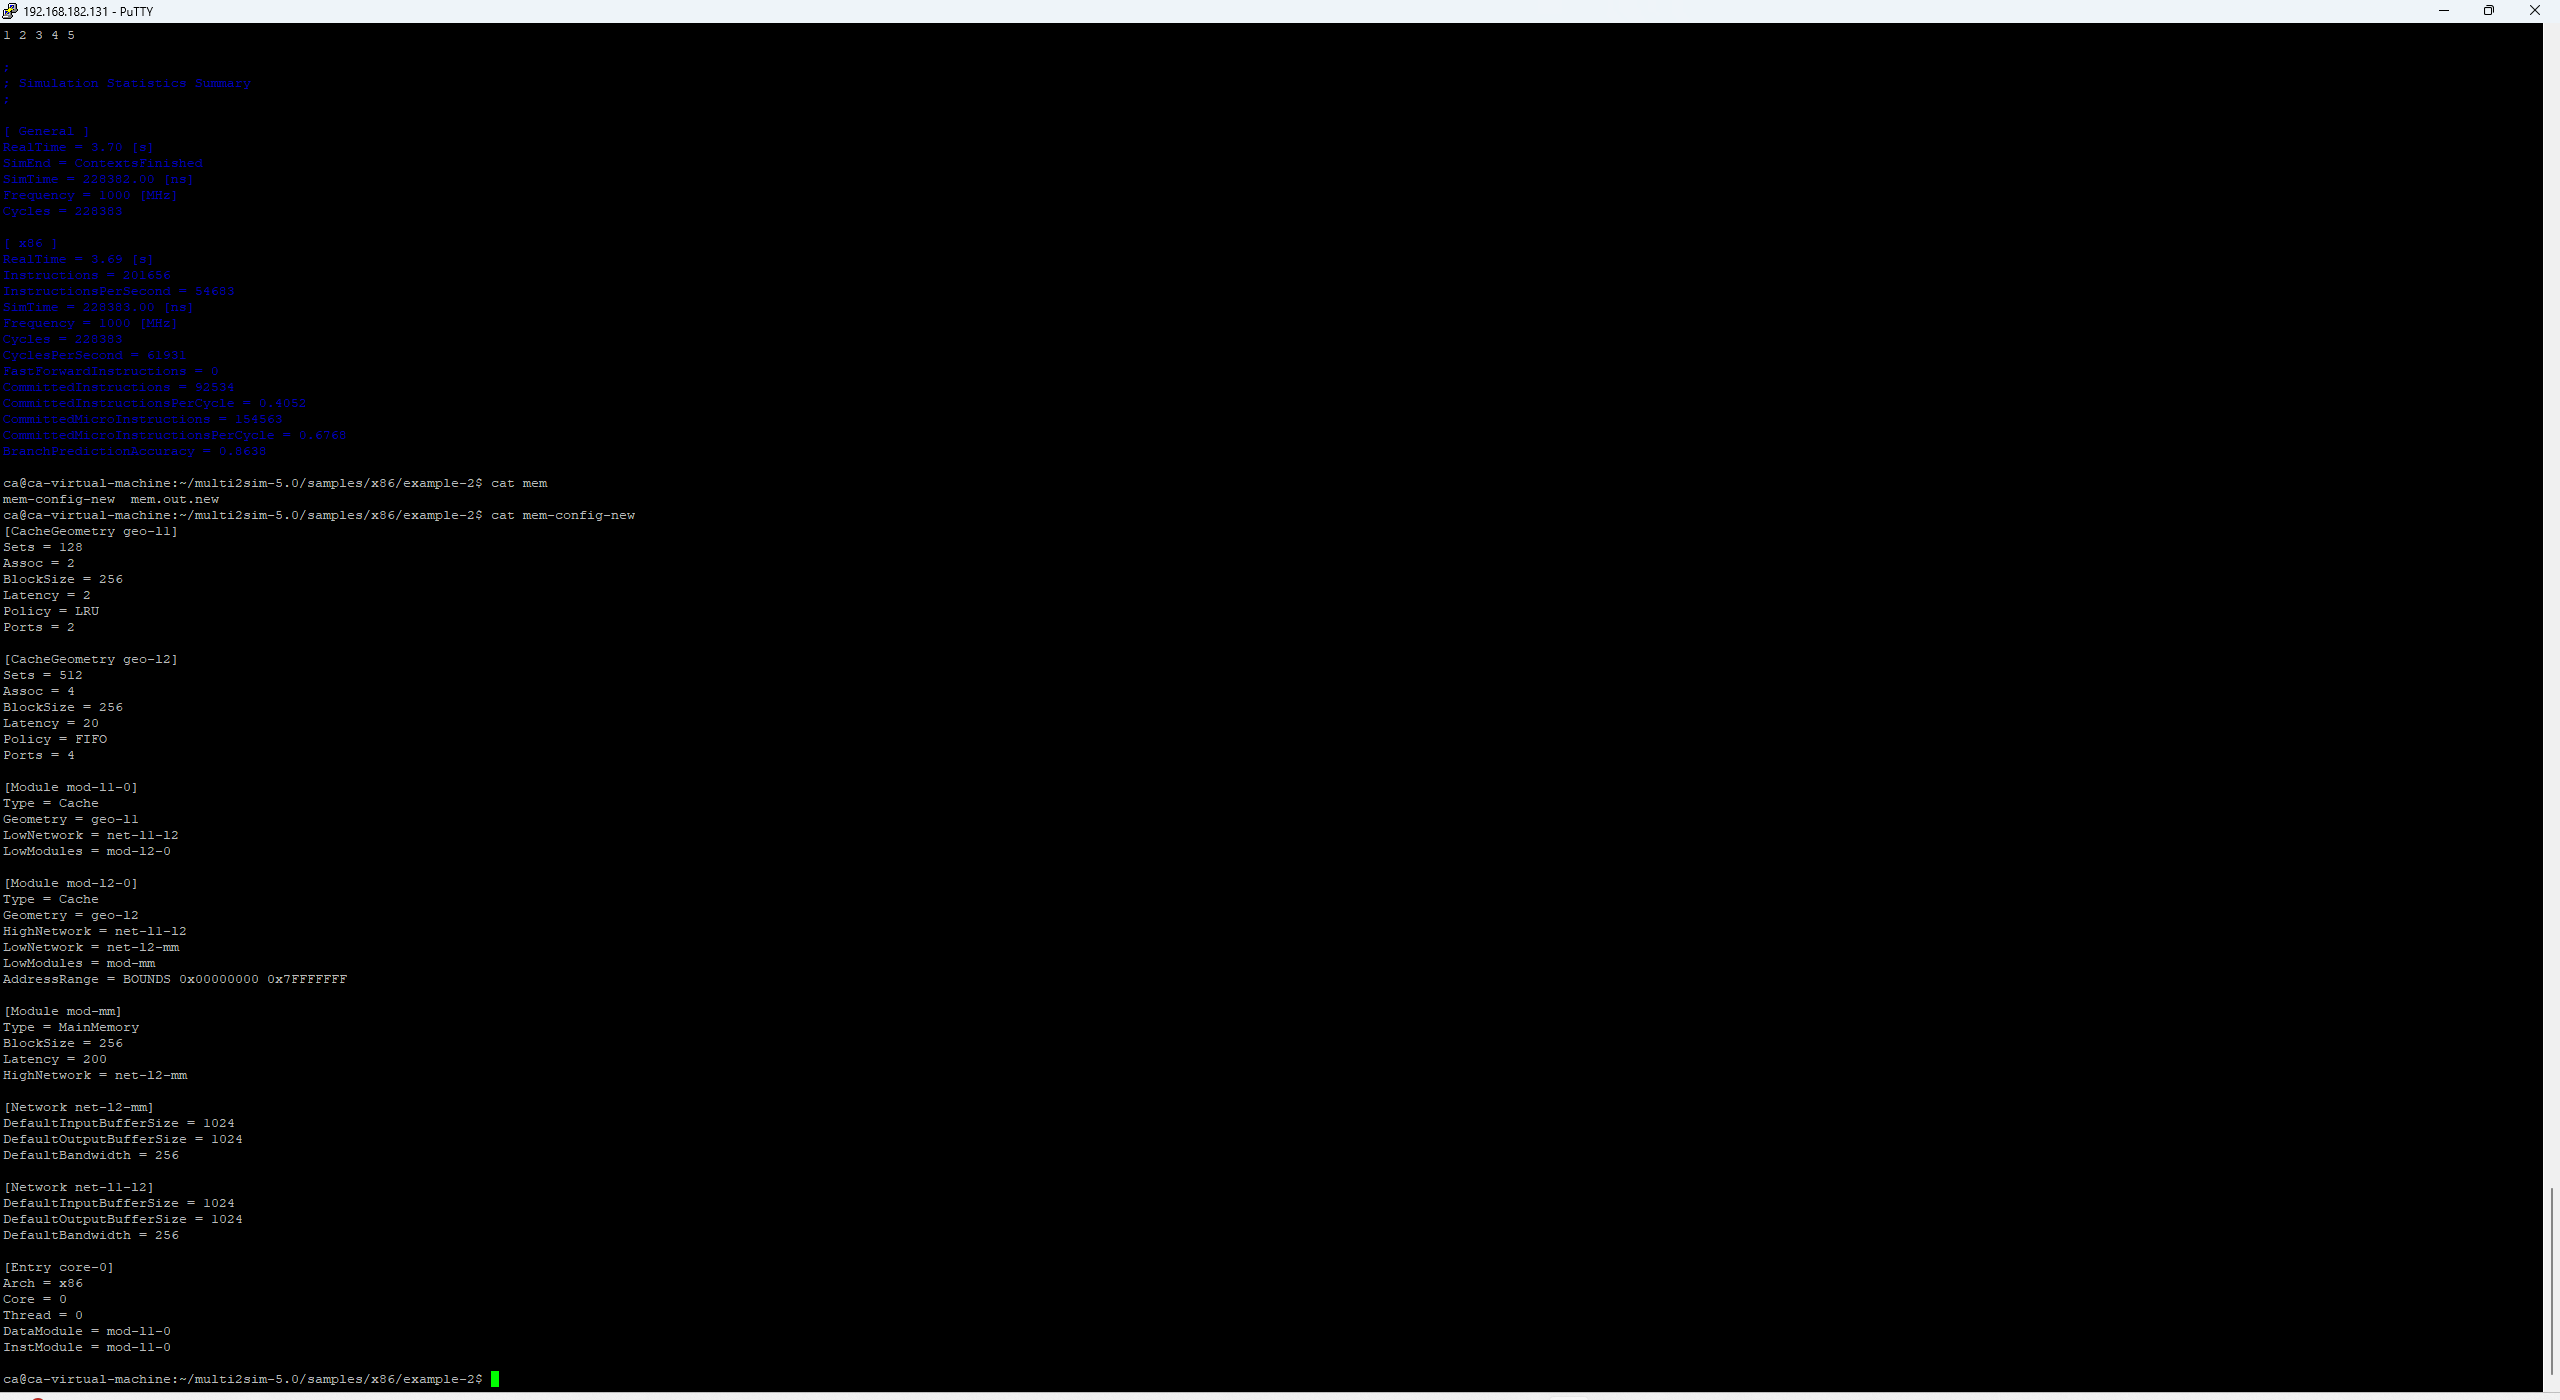 192.168.182.131 - PuTTY
1 2 3 4 5
;
; Simulation Statistics Summary
;
[ General ]
RealTime = 3.70 [s]
SimEnd = ContextsFinished
SimTime = 228382.00 [ns]
Frequency = 1000 [MHz]
Cycles = 228383
[ x86 ]
RealTime = 3.69 [s]
Instructions = 201656
InstructionsPerSecond = 54683
SimTime = 228383.00 [ns]
Frequency = 1000 [MHz]
Cycles = 228383
CyclesPerSecond = 61931
FastForwardInstructions = 0
CommittedInstructions = 92534
CommittedInstructionsPerCycle = 0.4052
CommittedMicroInstructions = 154563
CommittedMicroInstructionsPerCycle = 0.6768
BranchPredictionAccuracy = 0.8638
ca@ca-virtual-machine:~/multi2sim-5.0/samples/x86/example-2$ cat mem
mem-config-new  mem.out.new
ca@ca-virtual-machine:~/multi2sim-5.0/samples/x86/example-2$ cat mem-config-new
[CacheGeometry geo-l1]
Sets = 128
Assoc = 2
BlockSize = 256
Latency = 2
Policy = LRU
Ports = 2
[CacheGeometry geo-l2]
Sets = 512
Assoc = 4
BlockSize = 256
Latency = 20
Policy = FIFO
Ports = 4
[Module mod-l1-0]
Type = Cache
Geometry = geo-l1
LowNetwork = net-l1-l2
LowModules = mod-l2-0
[Module mod-l2-0]
Type = Cache
Geometry = geo-l2
HighNetwork = net-l1-l2
LowNetwork = net-l2-mm
LowModules = mod-mm
AddressRange = BOUNDS 0x00000000 0x7FFFFFFF
[Module mod-mm]
Type = MainMemory
BlockSize = 256
Latency = 200
HighNetwork = net-l2-mm
[Network net-l2-mm]
DefaultInputBufferSize = 1024
DefaultOutputBufferSize = 1024
DefaultBandwidth = 256
[Network net-l1-l2]
DefaultInputBufferSize = 1024
DefaultOutputBufferSize = 1024
DefaultBandwidth = 256
[Entry core-0]
Arch = x86
Core = 0
Thread = 0
DataModule = mod-l1-0
InstModule = mod-l1-0
ca@ca-virtual-machine:~/multi2sim-5.0/samples/x86/example-2$